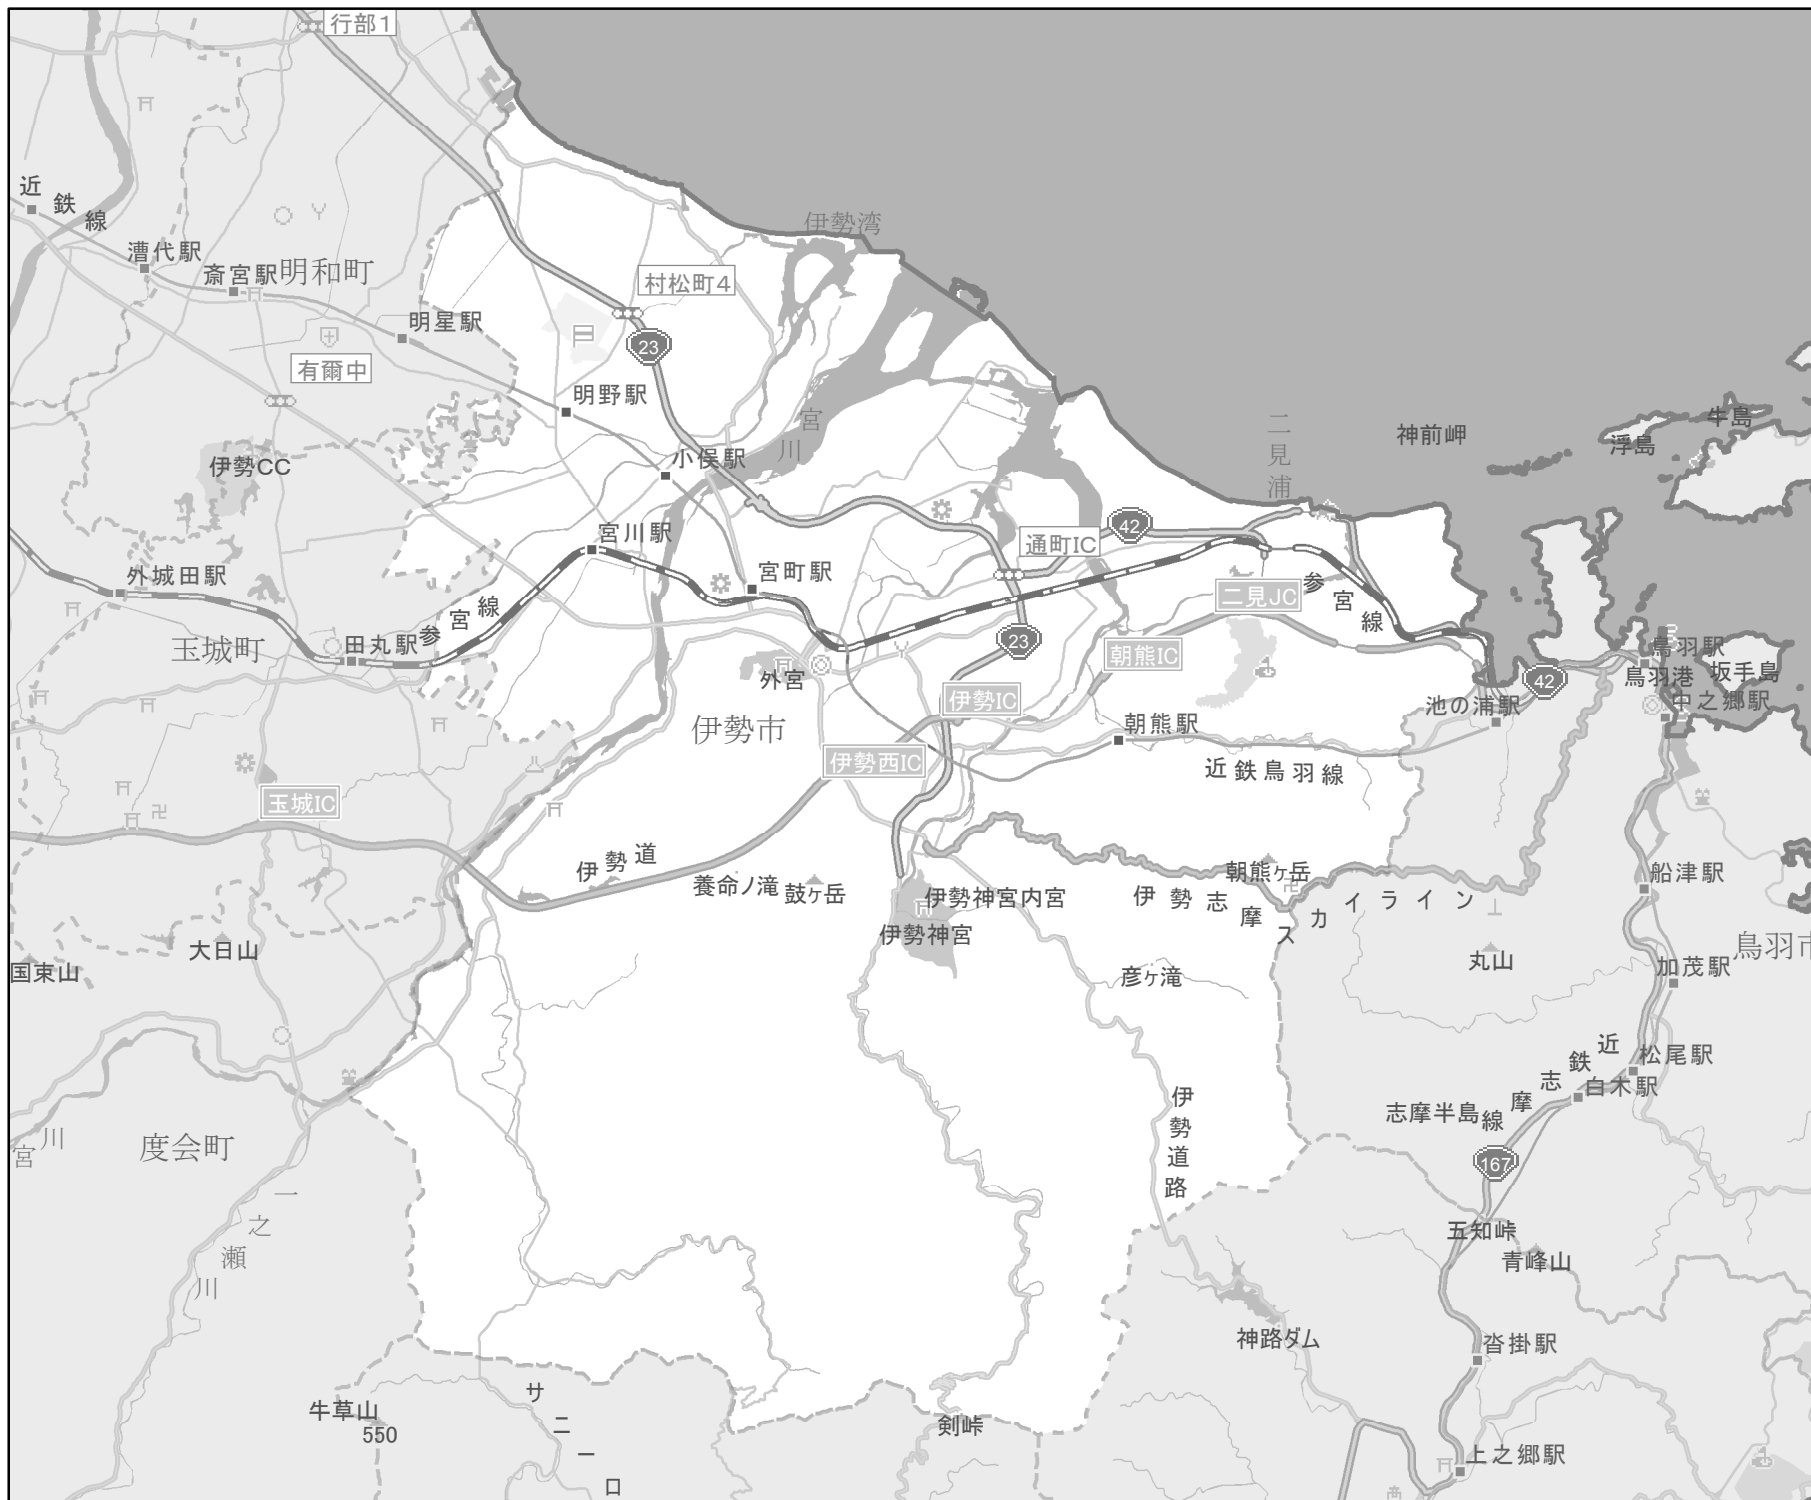 行部1
近鉄線
漕代駅
斎宮駅
明和町
伊勢湾
村松町4
明星駅
23
有爾中
明野駅
宮川
二見浦
神前岬
牛島
浮島
伊勢CC
小俣駅
宮川駅
42
通町IC
外城田駅
宮町駅
参宮線
二見JC
参宮線
玉城町
田丸駅
23
朝熊IC
鳥羽駅
坂手島
鳥羽港
42
外宮
伊勢IC
中之郷駅
池の浦駅
伊勢市
朝熊駅
伊勢西IC
近鉄鳥羽線
玉城IC
伊勢道
養命ノ滝
鼓ヶ岳
朝熊ヶ岳
伊勢神宮内宮
伊勢志摩スカイライン
船津駅
伊勢神宮
大日山
国束山
丸山
鳥羽市
加茂駅
彦ヶ滝
松尾駅
近鉄志摩線
白木駅
志摩半島
伊勢道路
宮川
度会町
167
一之瀬川
五知峠
青峰山
神路ダム
沓掛駅
サニーロ
牛草山
550
剣峠
上之郷駅